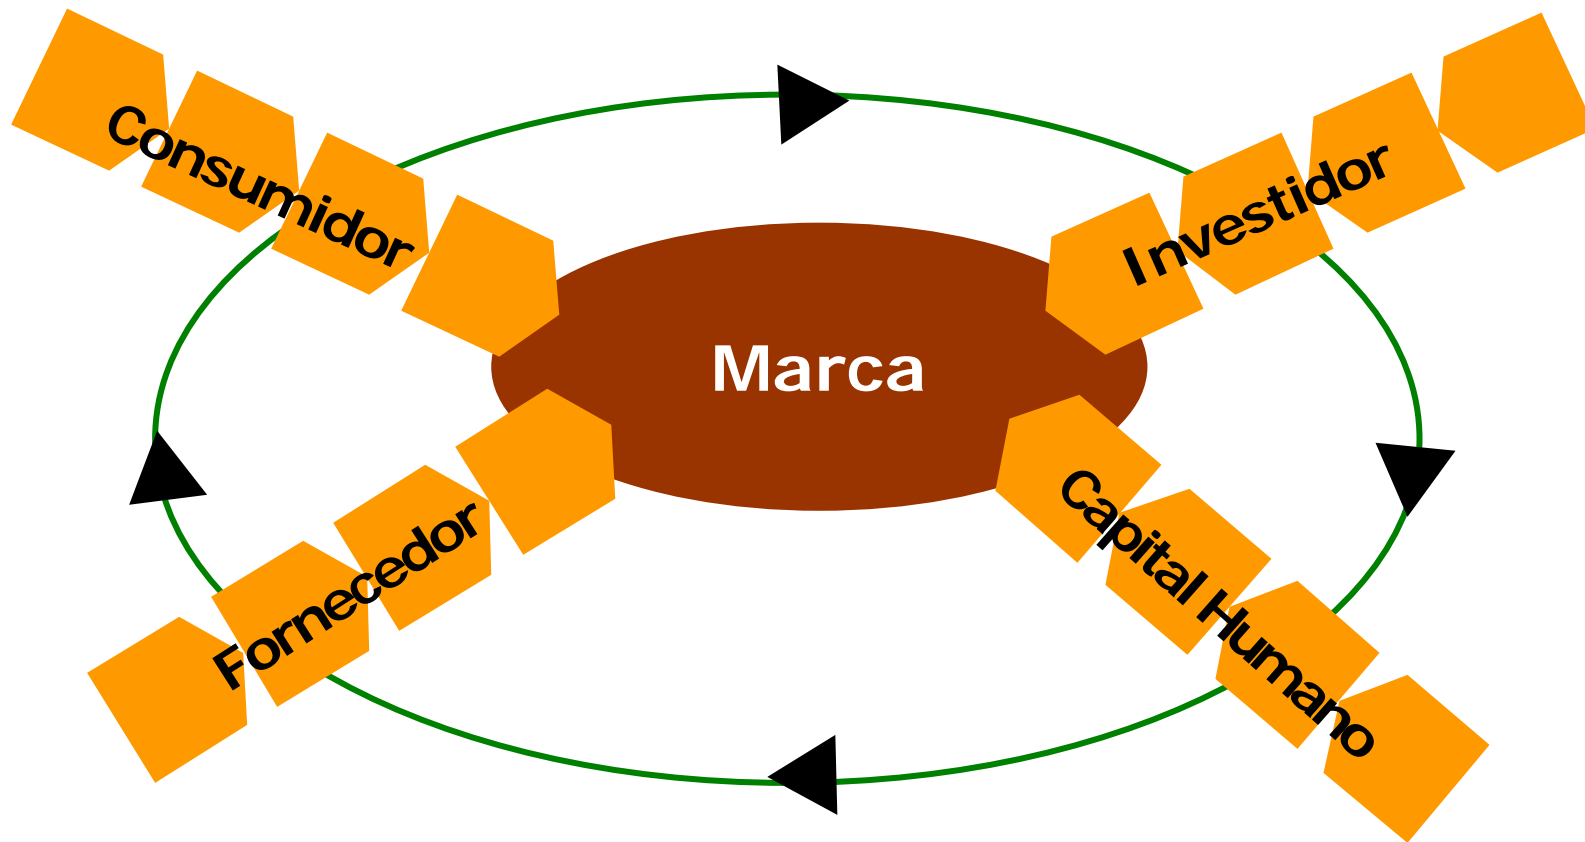 Consumidor
Investidor
Marca
Fornecedor
Capital Humano